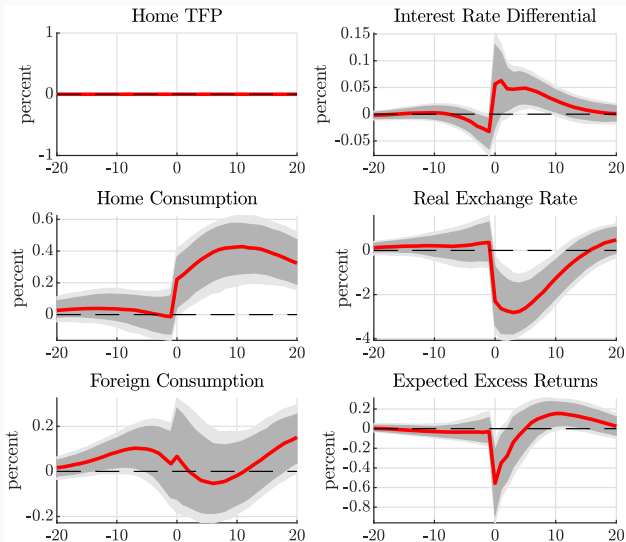 Home TFP
1
0
-1
percent
-20 -10 0 10 20
Interest Rate Differential
0.15
0.1
0.05
0
-0.05
percent
-20 -10 0 10 20
Home Consumption
0.6
0.4
0.2
0
percent
-20 -10 0 10 20
Real Exchange Rate
0
-2
-4
percent
-20 -10 0 10 20
Foreign Consumption
0.2
0
0.2
percent
-20 -10 0 10 20
Expected Excess Returns
0.2
0
-0.2
-0.4
-0.6
-0.8
percent
-20 -10 0 10 20